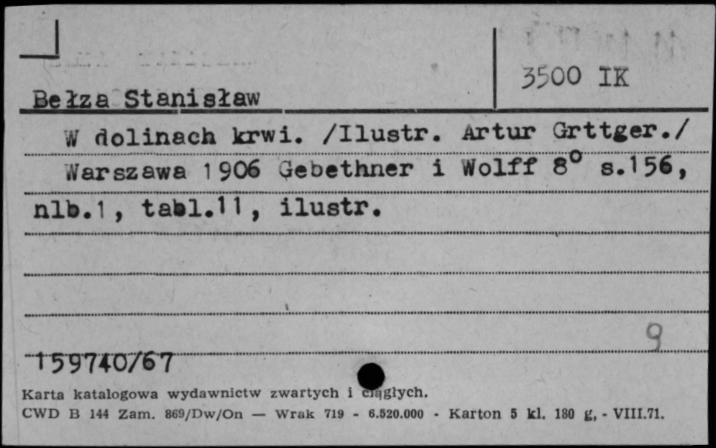 3500 IK
Bełza Stanisław
W dolinach krwi. /Ilustr. Artur Grttger./
Warszawa 1906 Gebethner i Wolff 8° s.156,
nlb.1, tabl.11, ilustr.
9
159740/67
Karta katalogowa wydawnictw zwartych i ciągłych.
CWD B 144 Zam. 869/Dw/On — Wrak 719 - 6.520.000 - Karton 5 kl. 180 g, - VIII.71.